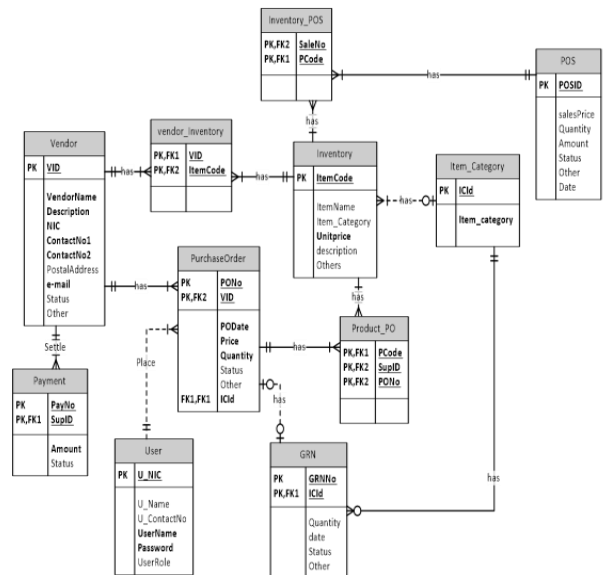 Inventory_POS
PK,FK2 SaleNo
PK,FK1 PCode
has
POS
PK POSID
salesPrice
Quantity
Amount
Status
Other
Date
has
Vendor
PK VID
VendorName
Description
NIC
ContactNo1
ContactNo2
PostalAddress
e-mail
Status
Other
has
vendor_Inventory
PK,FK1 VID
PK,FK2 ItemCode
has
Inventory
PK ItemCode
ItemName
Item_Category
Unitprice
description
Others
has
Item_Category
PK ICId
Item_category
has
PurchaseOrder
PK PONo
PK,FK2 VID
PODate
Price
Quantity
Status
Other
FK1,FK1 ICId
has
has
Product_PO
PK,FK1 PCode
PK,FK2 SupID
PK,FK2 PONo
Settle
Place
has
Payment
PK PayNo
PK,FK1 SupID
Amount
Status
User
PK U_NIC
U_Name
U_ContactNo
UserName
Password
UserRole
GRN
PK GRNNo
PK,FK1 ICId
Quantity
date
Status
Other
has